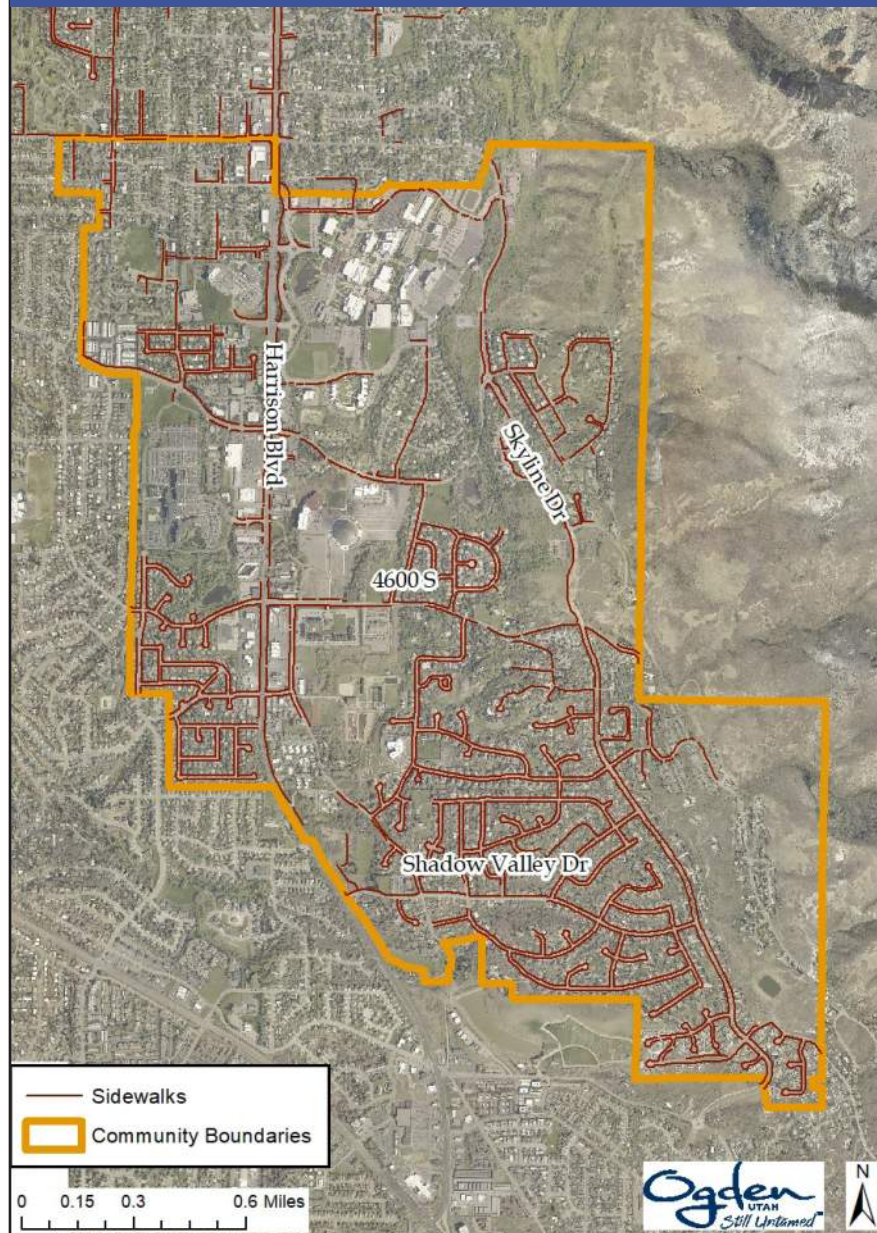 Harrison Blvd
Skyline Dr
4600 S
Shadow Valley Dr
Sidewalks
Community Boundaries
0 0.15 0.3 0.6 Miles
Ogden
UTAH
Still Untamed
N